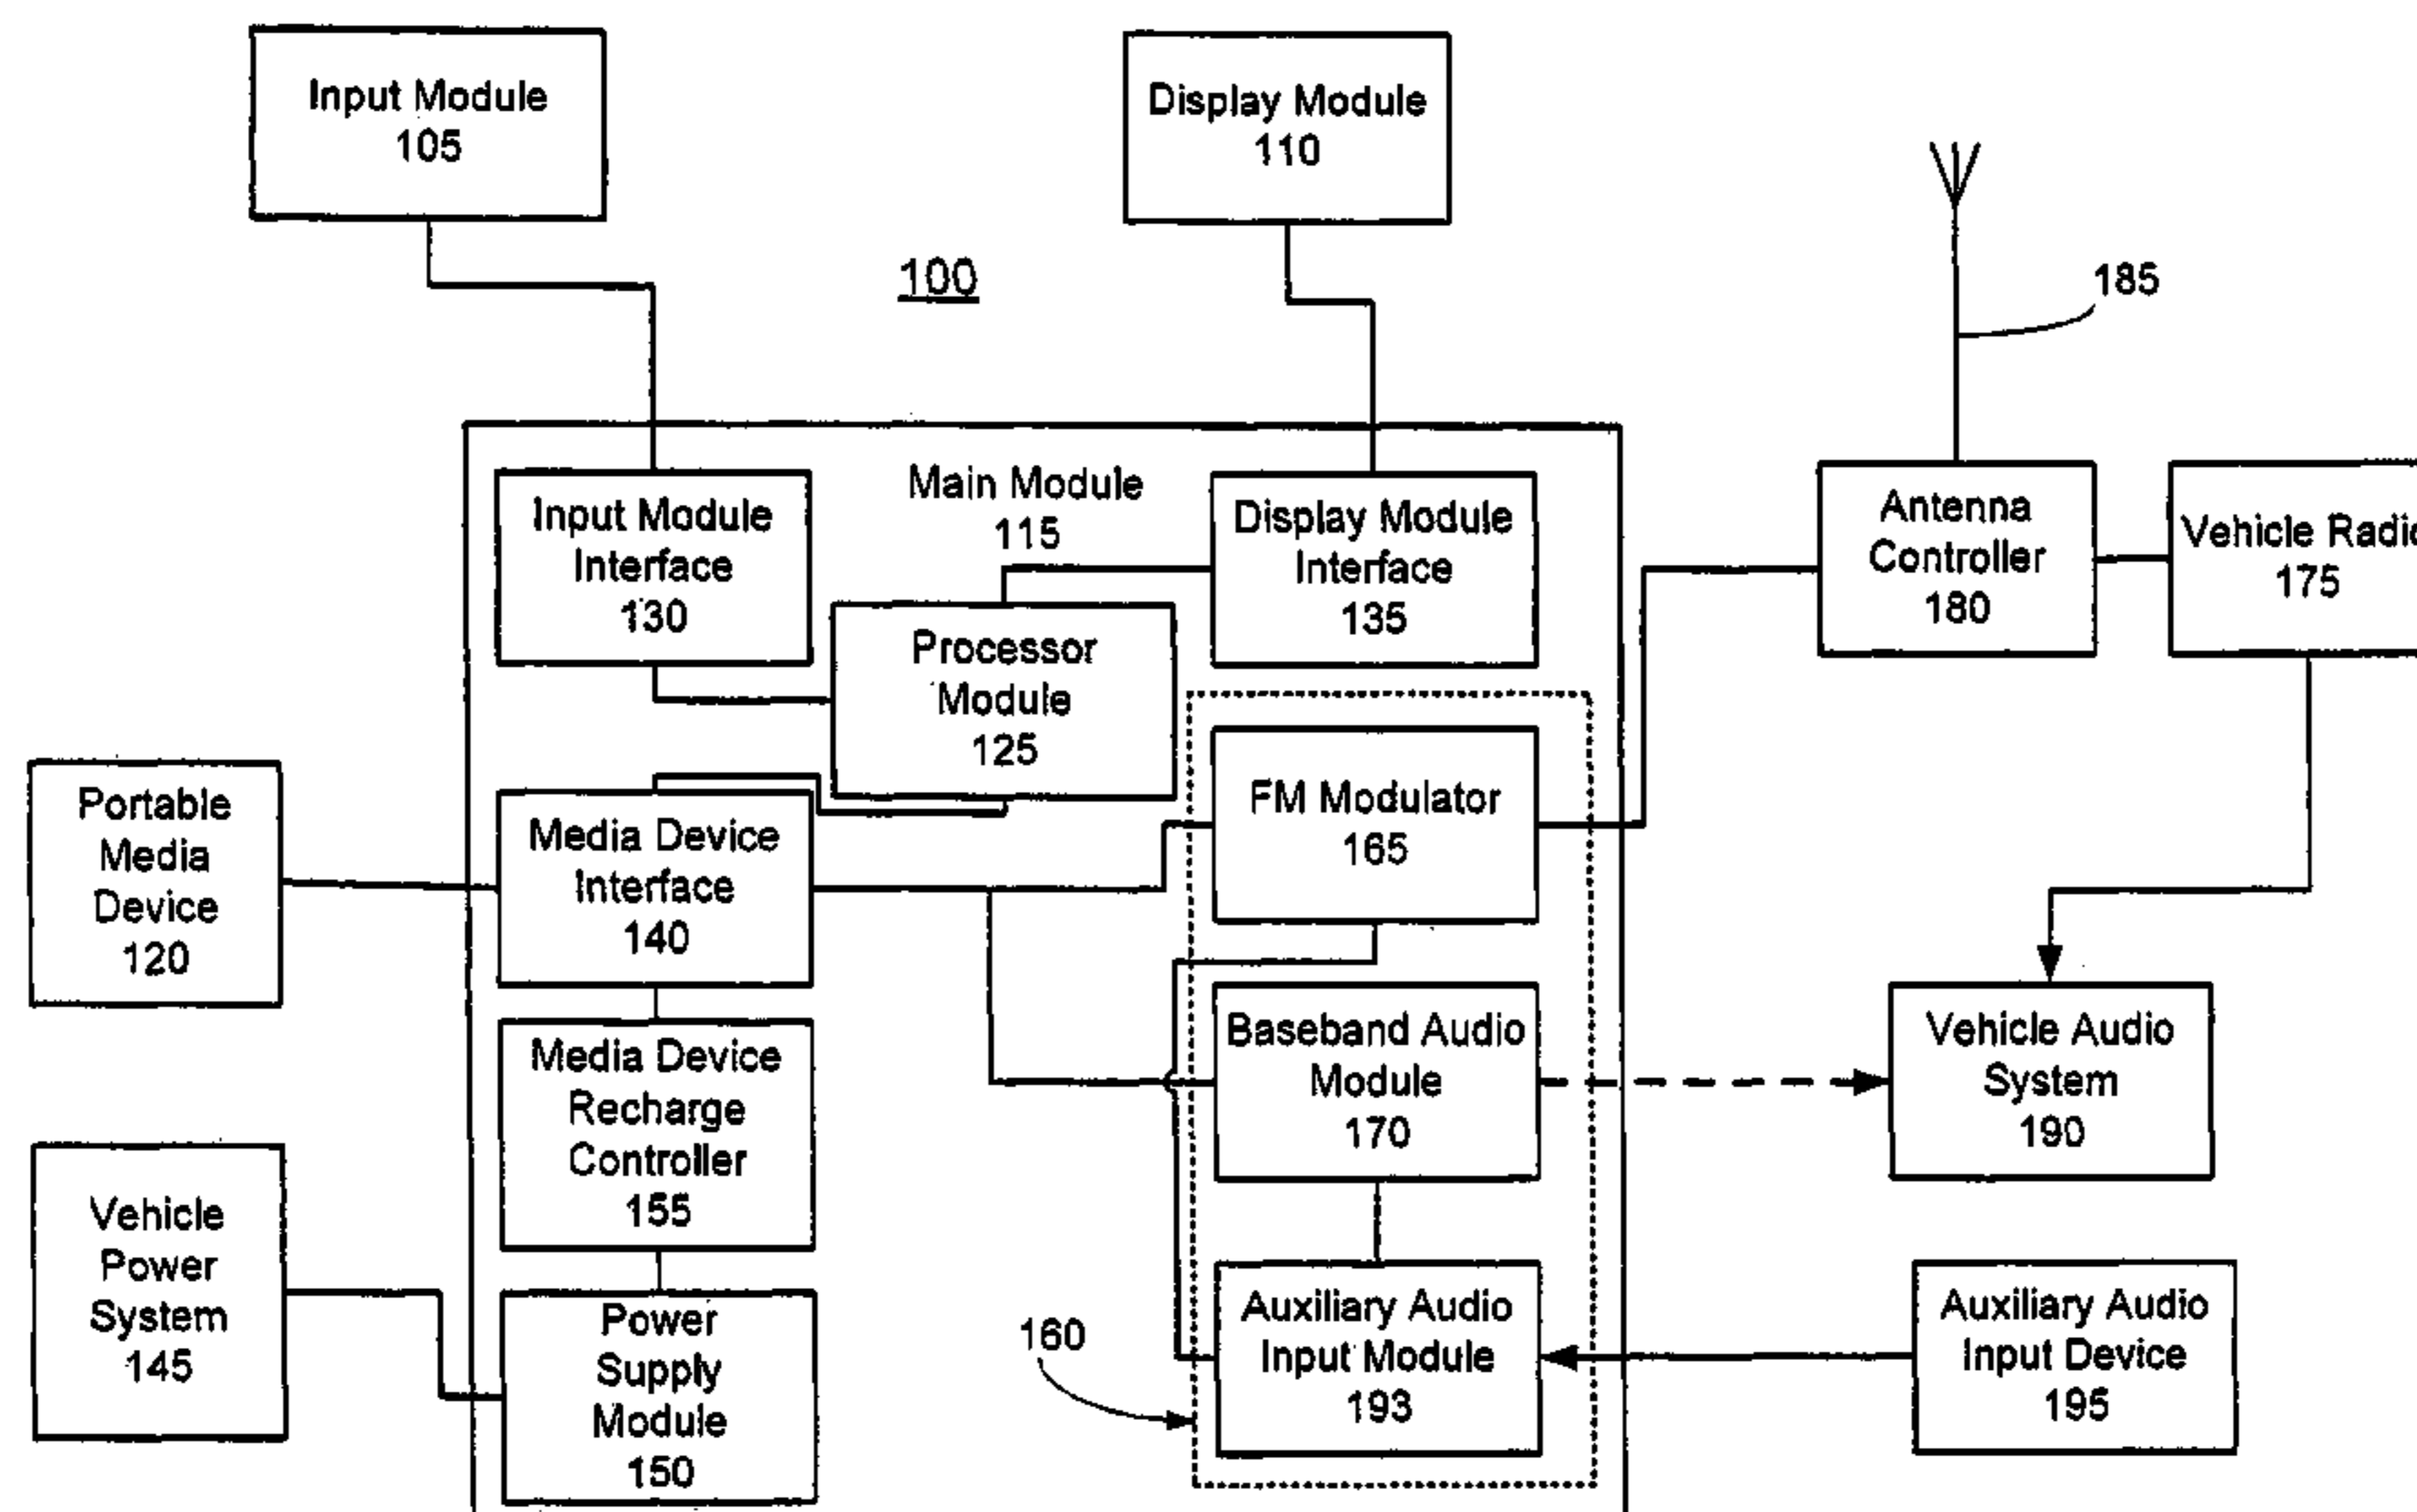 Input Module
105
Display Module
110
100
185
Main Module
115
Input Module
Interface
130
Display Module
Interface
135
Antenna
Controller
180
Vehicle Radio
175
Processor
Module
125
Portable
Media
Device
120
Media Device
Interface
140
FM Modulator
165
Media Device
Recharge
Controller
155
Baseband Audio
Module
170
Vehicle Audio
System
190
Vehicle
Power
System
145
Power
Supply
Module
150
160
Auxiliary Audio
Input Module
193
Auxiliary Audio
Input Device
195